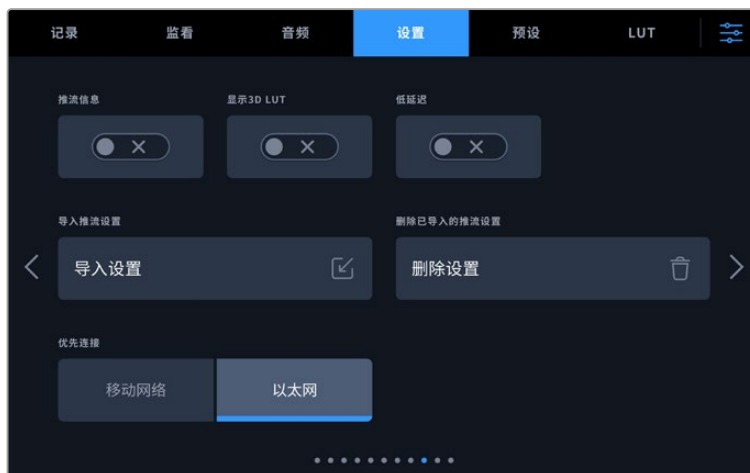 记录 监看 音频 设置 预设 LUT
推流信息 显示3D LUT 低延迟
导入推流设置 删除已导入的推流设置
导入设置 删除设置
优先连接
移动网络 以太网